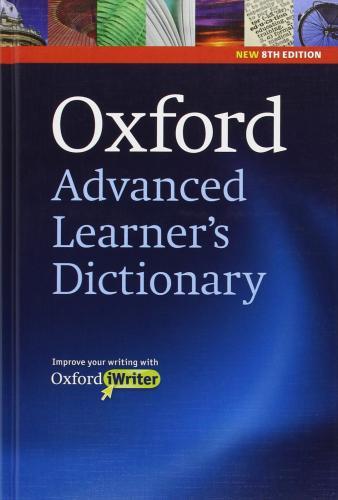 NEW 8TH EDITION
Oxford
Advanced
Learner's
Dictionary
Improve your writing with
Oxford iWriter